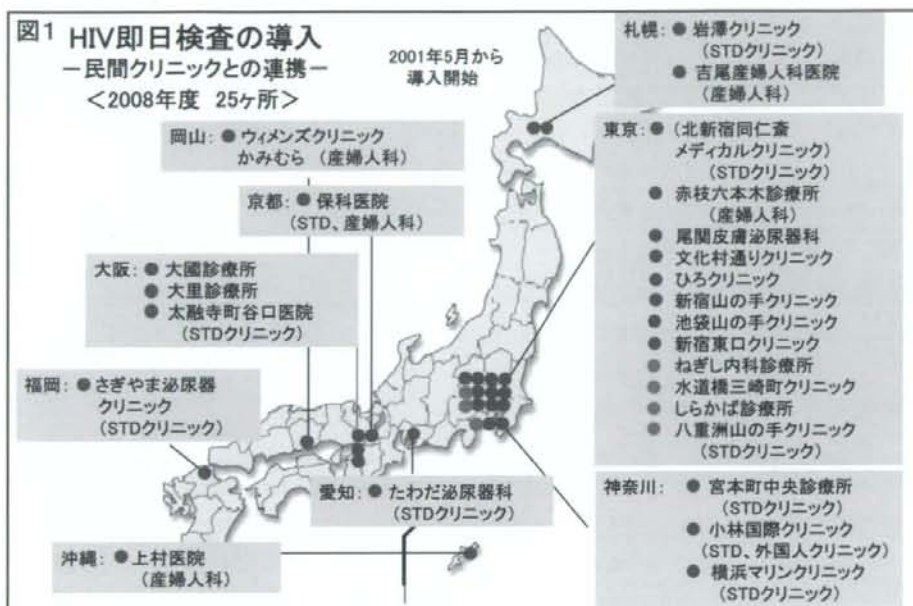 図1 HIV即日検査の導入
－民間クリニックとの連携－
＜2008年度 25ヶ所＞
2001年5月から
導入開始
札幌：● 岩澤クリニック
(STDクリニック)
● 吉尾産婦人科医院
(産婦人科)
岡山：● ウィメンズクリニック
かみむら (産婦人科)
京都：● 保科医院
(STD、産婦人科)
大阪：● 大國診療所
● 大里診療所
● 太融寺町谷口医院
(STDクリニック)
福岡：● さぎやま泌尿器
クリニック
(STDクリニック)
愛知：● たわだ泌尿器科
(STDクリニック)
沖縄：● 上村医院
(産婦人科)
東京：● (北新宿同仁斎
メディカルクリニック)
(STDクリニック)
● 赤枝六本木診療所
(産婦人科)
● 尾関皮膚泌尿器科
● 文化村通りクリニック
● ひろクリニック
● 新宿山の手クリニック
● 池袋山の手クリニック
● 新宿東口クリニック
● ねぎし内科診療所
● 水道橋三崎町クリニック
● しらかば診療所
● 八重洲山の手クリニック
(STDクリニック)
神奈川：● 宮本町中央診療所
(STDクリニック)
● 小林国際クリニック
(STD、外国人クリニック)
● 横浜マリンクリニック
(STDクリニック)